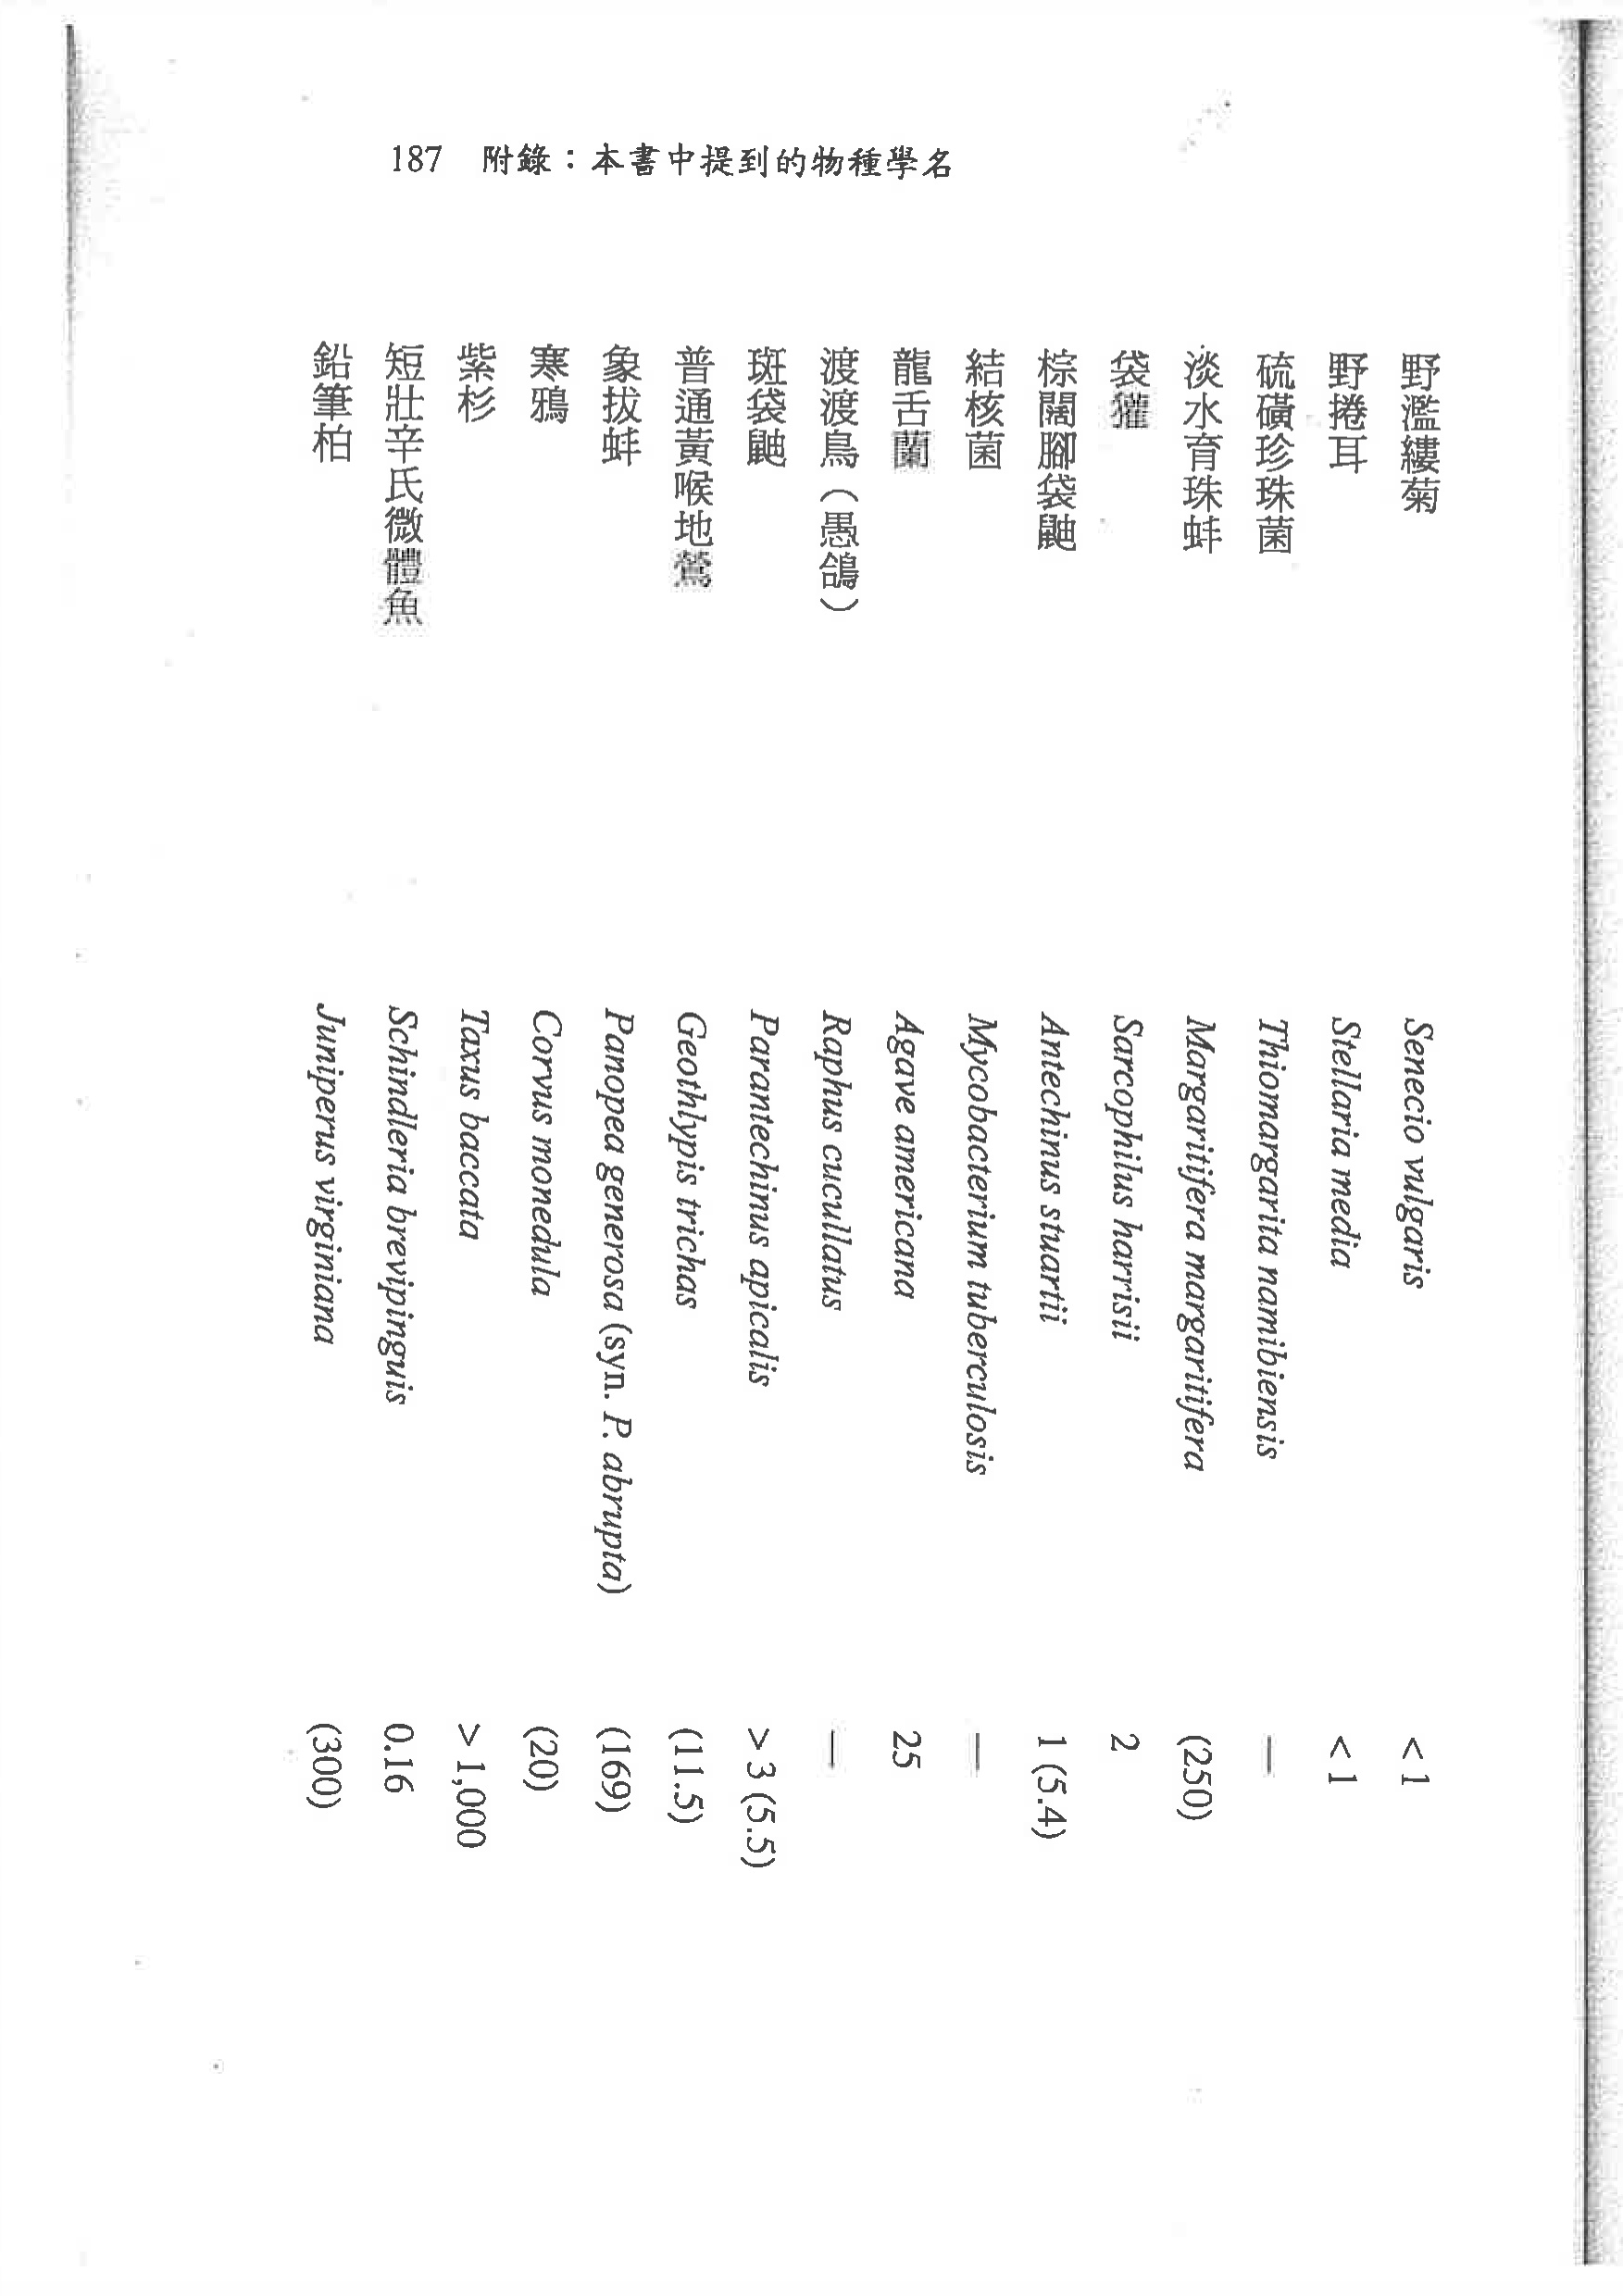 187 附錄：本書中提到的物種學名
野濫縷菊 Senecio vulgaris < 1
野捲耳 Stellaria media < 1
硫磺珍珠菌 Thiomargarita namibiensis —
淡水育珠蚌 Margaritifera margaritifera (250)
袋獾 Sarcophilus harrisii 2
棕闊腳袋鼬 Antechinus stuartii 1 (5.4)
結核菌 Mycobacterium tuberculosis —
龍舌蘭 Agave americana 25
渡渡鳥（愚鴿） Raphus cucullatus —
斑袋鼬 Parantechinus apicalis > 3 (5.5)
普通黃喉地鶯 Geothlypis trichas (11.5)
象拔蚌 Panopea generosa (syn. P. abrupta) (169)
寒鴉 Corvus monedula (20)
紫杉 Taxus baccata > 1,000
短壯辛氏微體魚 Schindleria brevipinguis 0.16
鉛筆柏 Juniperus virginiana (300)